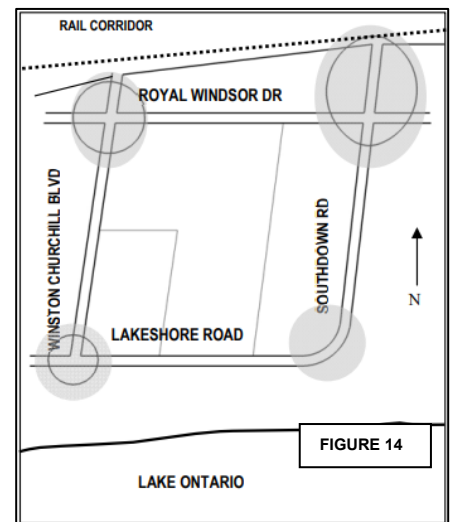 RAIL CORRIDOR
ROYAL WINDSOR DR
WINSTON CHURCHILL BLVD
SOUTHDOWN RD
N
LAKESHORE ROAD
FIGURE 14
LAKE ONTARIO